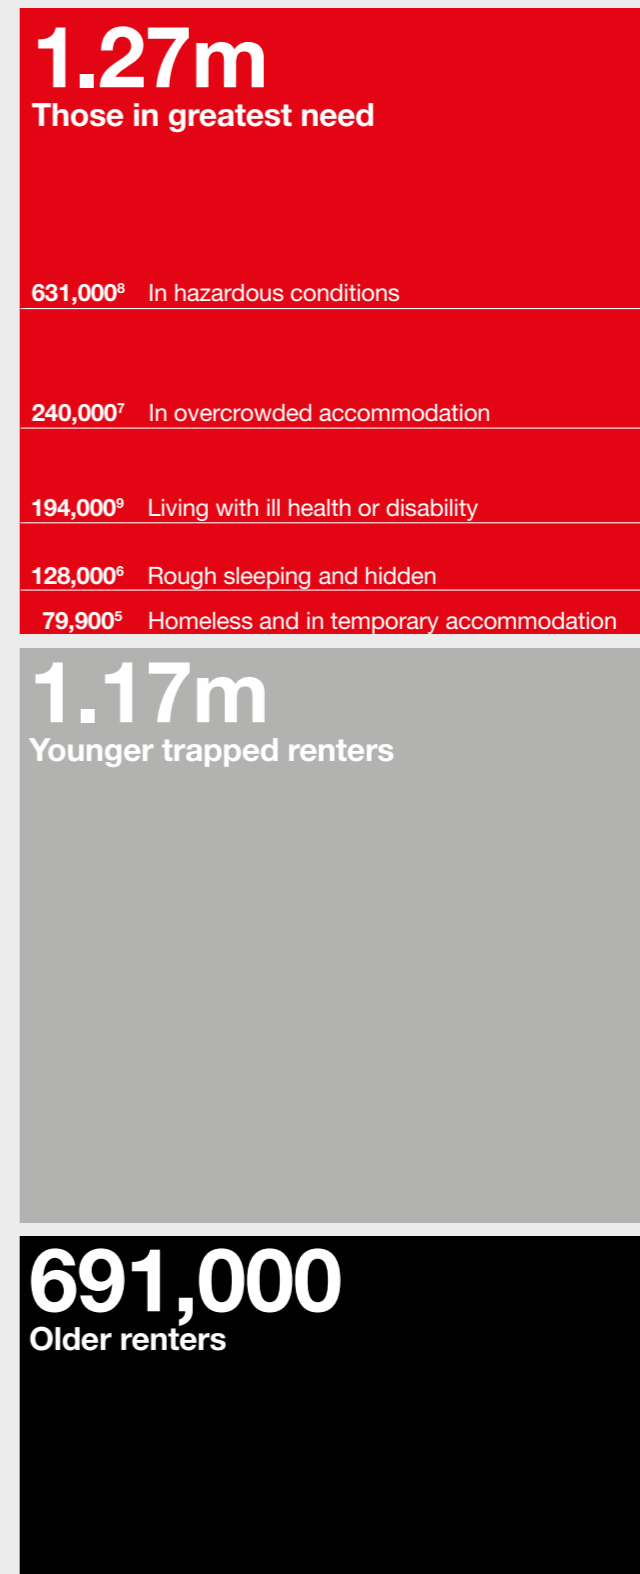 1.27m
Those in greatest need
631,000⁸ In hazardous conditions
240,000⁷ In overcrowded accommodation
194,000⁹ Living with ill health or disability
128,000⁶ Rough sleeping and hidden
79,900⁵ Homeless and in temporary accommodation
1.17m
Younger trapped renters
691,000
Older renters